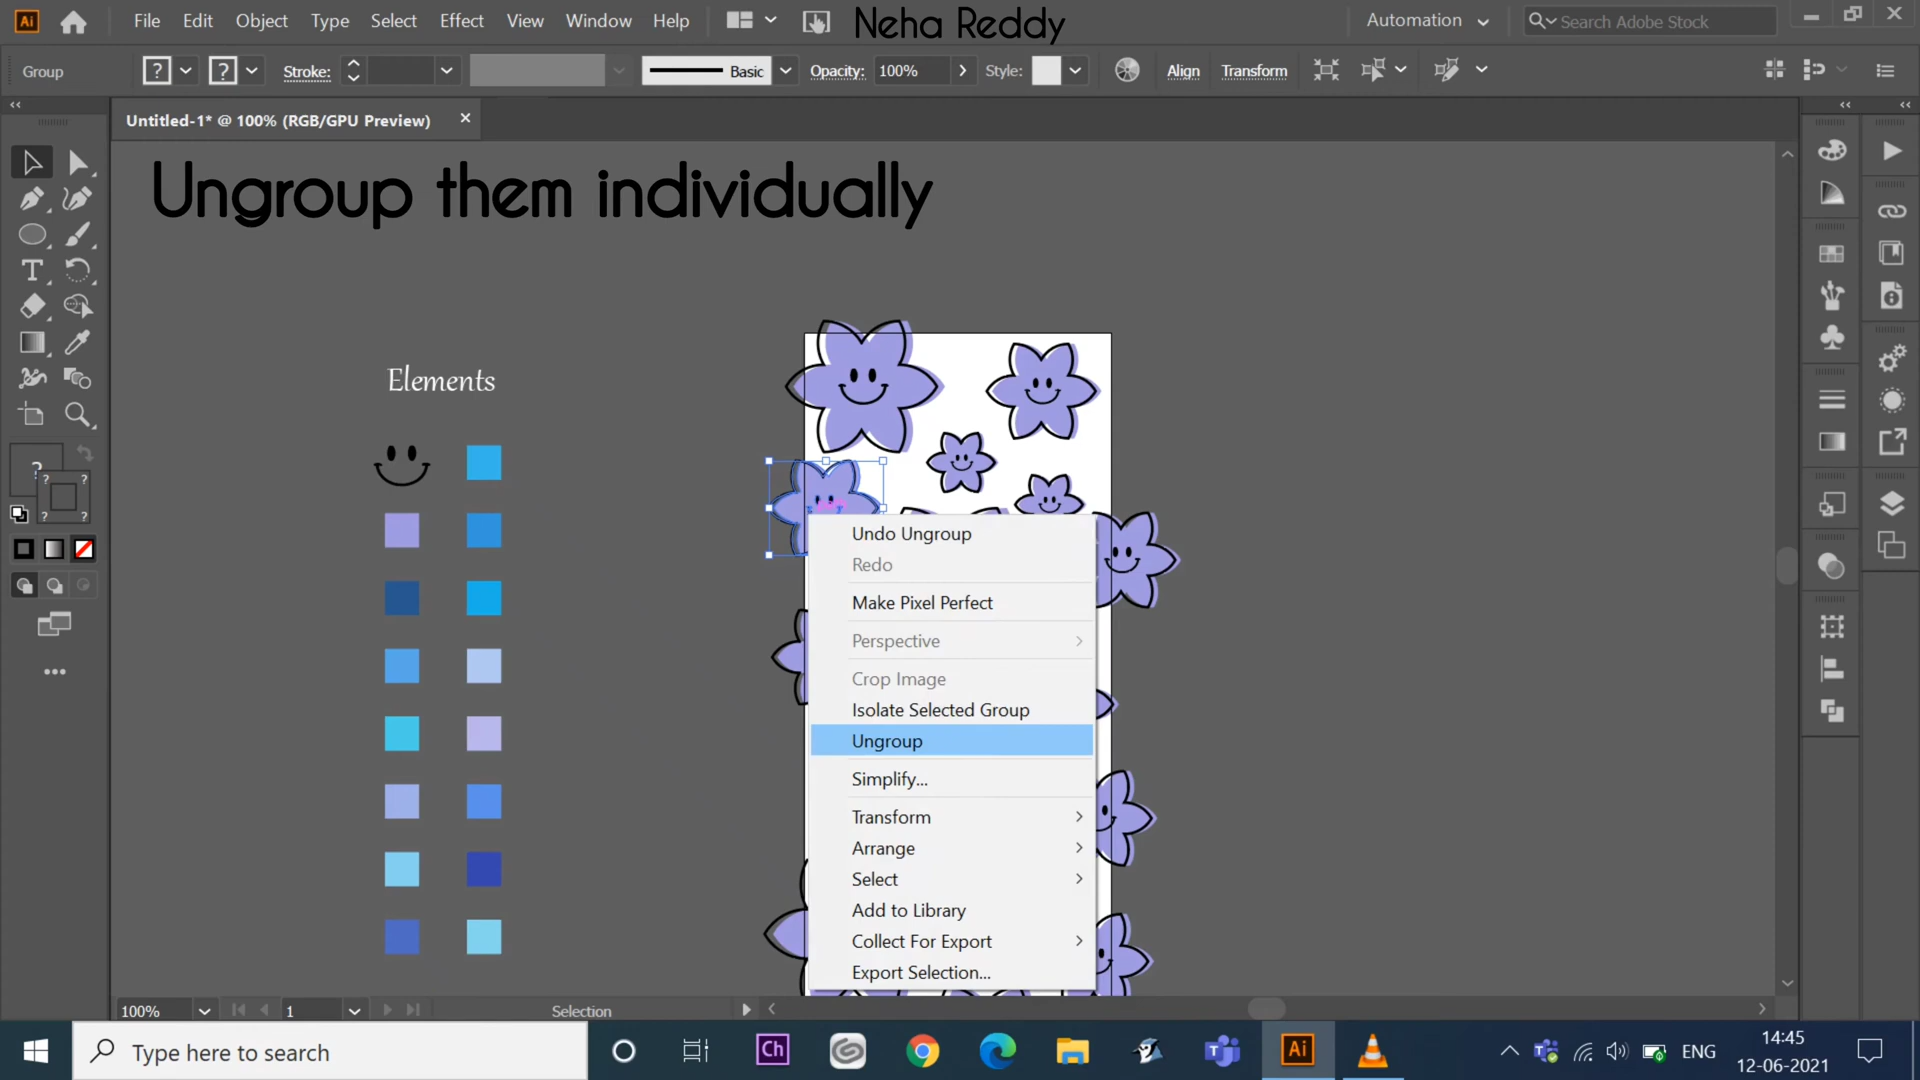 File Edit Object Type Select Effect View Window Help
Neha Reddy
Automation
Search Adobe Stock
Group
?
?
Stroke:
Basic
Opacity: 100%
Style:
Align
Transform
Untitled-1* @ 100% (RGB/GPU Preview)
Ungroup them individually
Elements
Undo Ungroup
Redo
Make Pixel Perfect
Perspective
Crop Image
Isolate Selected Group
Ungroup
Simplify...
Transform
Arrange
Select
Add to Library
Collect For Export
Export Selection...
100%
1
Selection
Type here to search
Ch
Ai
ENG
14:45
12-06-2021